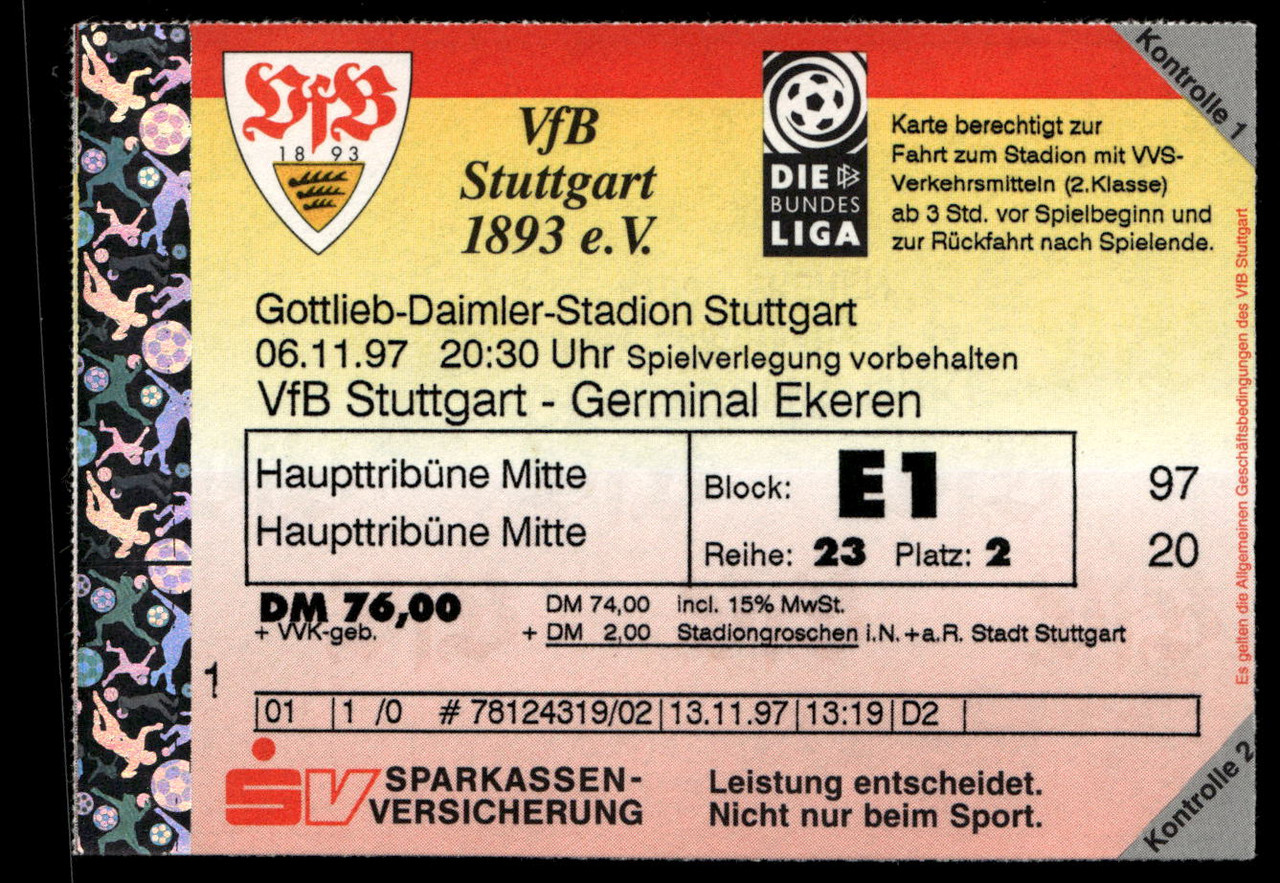 VfB
18 93
VfB
Stuttgart
1893 e.V.
DIE
BUNDES
LIGA
Karte berechtigt zur
Fahrt zum Stadion mit VVS-
Verkehrsmitteln (2.Klasse)
ab 3 Std. vor Spielbeginn und
zur Rückfahrt nach Spielende.
Kontrolle 1
Gottlieb-Daimler-Stadion Stuttgart
06.11.97 20:30 Uhr Spielverlegung vorbehalten
VfB Stuttgart - Germinal Ekeren
Haupttribüne Mitte
Haupttribüne Mitte
Block: E1
Reihe: 23 Platz: 2
97
20
DM 76,00
+ VVK-geb.
DM 74,00 incl. 15% MwSt.
+ DM 2,00 Stadiongroschen i.N.+a.R. Stadt Stuttgart
1
|01 |1 /0 # 78124319/02|13.11.97|13:19|D2 |
SV SPARKASSEN-
VERSICHERUNG
Leistung entscheidet.
Nicht nur beim Sport.
Kontrolle 2
Es gelten die Allgemeinen Geschäftsbedingungen des VfB Stuttgart